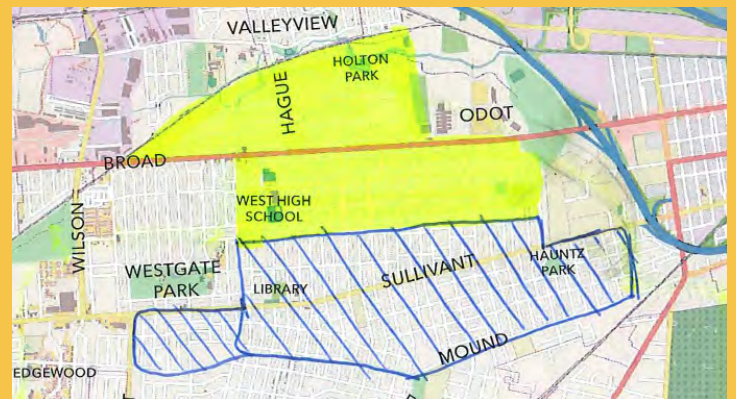 VALLEYVIEW
HOLTON
PARK
HAGUE
ODOT
BROAD
WEST HIGH
SCHOOL
WILSON
WESTGATE
PARK
LIBRARY
SULLIVANT
HAUNTZ
PARK
MOUND
EDGEWOOD